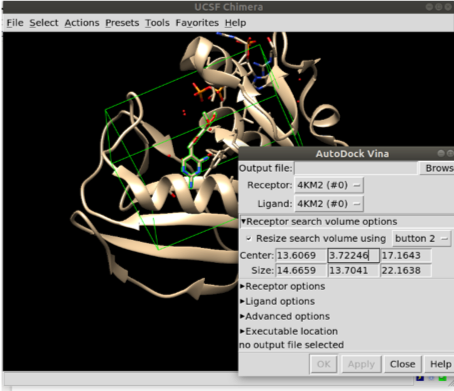 UCSF Chimera
File Select Actions Presets Tools Favorites Help
AutoDock Vina
Output file: Brows
Receptor: 4KM2 (#0)
Ligand: 4KM2 (#0)
Receptor search volume options
Resize search volume using button 2
Center: 13.6069 3.72246 17.1643
Size: 14.6659 13.7041 22.1638
Receptor options
Ligand options
Advanced options
Executable location
no output file selected
OK Apply Close Help